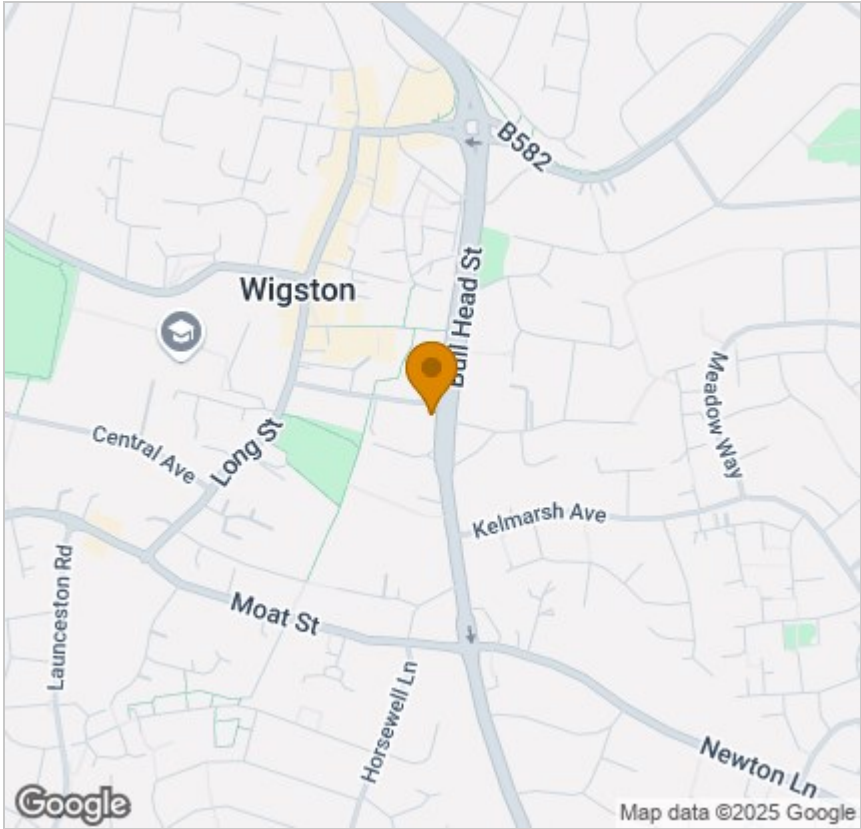 B582
Bull Head St
Wigston
Meadow Way
Long St
Central Ave
Kelmarsh Ave
Launceston Rd
Moat St
Horsewell Ln
Newton Ln
Google
Map data ©2025 Google